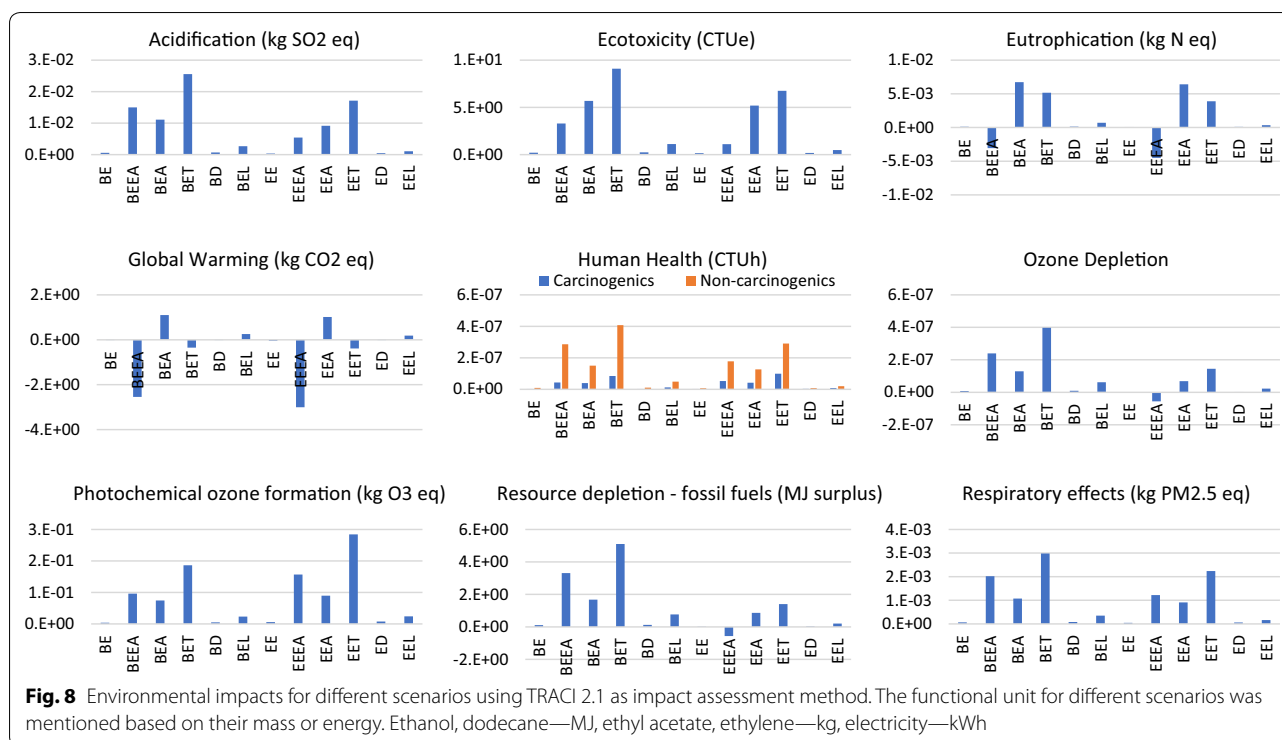 Acidification (kg SO2 eq)
3.E-02
2.E-02
1.E-02
0.E+00
BE
BEEEA
BEA
BET
BD
BEL
EE
EEEA
EEA
EET
ED
EEL
Ecotoxicity (CTUe)
1.E+01
5.E+00
0.E+00
BE
BEEA
BEA
BET
BD
BEL
EE
EEEA
EEA
EET
ED
EEL
Eutrophication (kg N eq)
1.E-02
5.E-03
0.E+00
-5.E-03
-1.E-02
BE
BEEA
BEA
BET
BD
BEL
EE
EEEA
EEA
EET
ED
EEL
Global Warming (kg CO2 eq)
2.E+00
0.E+00
-2.E+00
-4.E+00
BE
BEEA
BEA
BET
BD
BEL
EE
EEEA
EEA
EET
ED
EEL
Human Health (CTUh)
Carcinogenics Non-carcinogenics
6.E-07
4.E-07
2.E-07
0.E+00
BE
BEEA
BEA
BET
BD
BEL
EE
EEEA
EEA
EET
ED
EEL
Ozone Depletion
6.E-07
4.E-07
2.E-07
0.E+00
-2.E-07
BE
BEEA
BEA
BET
BD
BEL
EE
EEEA
EEA
EET
ED
EEL
Photochemical ozone formation (kg O3 eq)
3.E-01
2.E-01
1.E-01
0.E+00
BE
BEEA
BEA
BET
BD
BEL
EE
EEEA
EEA
EET
ED
EEL
Resource depletion - fossil fuels (MJ surplus)
6.E+00
4.E+00
2.E+00
0.E+00
-2.E+00
BE
BEEA
BEA
BET
BD
BEL
EE
EEEA
EEA
EET
ED
EEL
Respiratory effects (kg PM2.5 eq)
4.E-03
3.E-03
2.E-03
1.E-03
0.E+00
BE
BEEA
BEA
BET
BD
BEL
EE
EEEA
EEA
EET
ED
EEL
Fig. 8 Environmental impacts for different scenarios using TRACI 2.1 as impact assessment method. The functional unit for different scenarios was
mentioned based on their mass or energy. Ethanol, dodecane—MJ, ethyl acetate, ethylene—kg, electricity—kWh